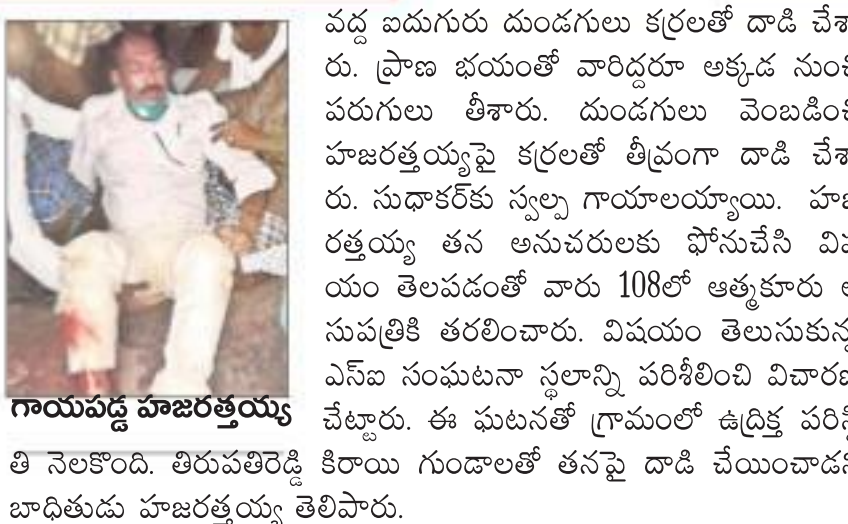 వద్ద ఐదుగురు దుండగులు కర్రలతో దాడి చేశా
రు. ప్రాణ భయంతో వారిద్దరూ అక్కడ నుంచి
పరుగులు తీశారు. దుండగులు వెంబడించి
హజరత్తయ్యపై కర్రలతో తీవ్రంగా దాడి చేశా
రు. సుధాకర్‌కు స్వల్ప గాయాలయ్యాయి. హజ
రత్తయ్య తన అనుచరులకు ఫోనుచేసి విష
యం తెలపడంతో వారు 108లో ఆత్మకూరు ఆ
సుపత్రికి తరలించారు. విషయం తెలుసుకున్న
ఎస్ఐ సంఘటనా స్థలాన్ని పరిశీలించి విచారణ
గాయపడ్డ హజరత్తయ్య
చేట్టారు. ఈ ఘటనతో గ్రామంలో ఉద్రిక్త పరిస్థి
తి నెలకొంది. తిరుపతిరెడ్డి కిరాయి గుండాలతో తనపై దాడి చేయించాడని
బాధితుడు హజరత్తయ్య తెలిపారు.